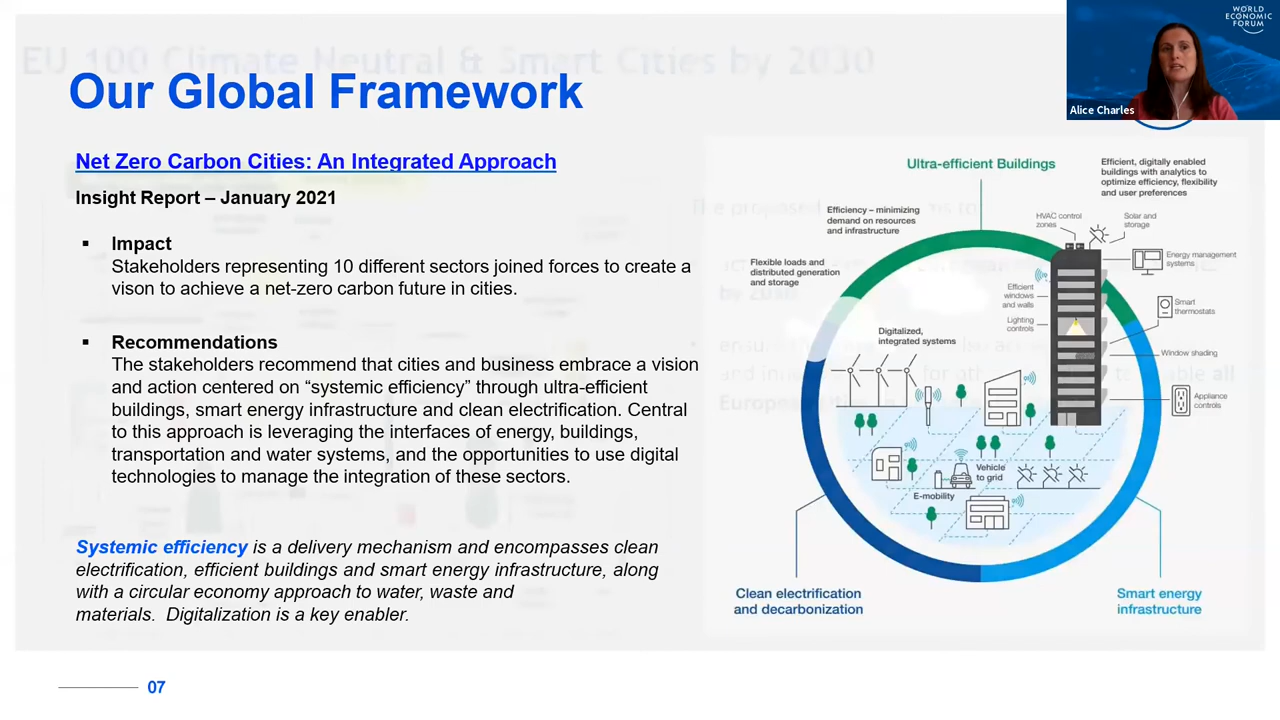 WORLD
ECONOMIC
FORUM
Alice Charles
EU 100 Climate Neutral & Smart Cities by 2030
Our Global Framework
Net Zero Carbon Cities: An Integrated Approach
Insight Report – January 2021
▪ Impact
Stakeholders representing 10 different sectors joined forces to create a
vison to achieve a net-zero carbon future in cities.
▪ Recommendations
The stakeholders recommend that cities and business embrace a vision
and action centered on “systemic efficiency” through ultra-efficient
buildings, smart energy infrastructure and clean electrification. Central
to this approach is leveraging the interfaces of energy, buildings,
transportation and water systems, and the opportunities to use digital
technologies to manage the integration of these sectors.
Systemic efficiency is a delivery mechanism and encompasses clean
electrification, efficient buildings and smart energy infrastructure, along
with a circular economy approach to water, waste and
materials. Digitalization is a key enabler.
07
Ultra-efficient Buildings
Efficient, digitally enabled
buildings with analytics to
optimize efficiency, flexibility
and user preferences
Efficiency – minimizing
demand on resources
and infrastructure
Flexible loads and
distributed generation
and storage
HVAC control
zones
Solar and
storage
Energy management
systems
Efficient
windows
and walls
Lighting
controls
Smart
thermostats
Window shading
Appliance
controls
Digitalized,
integrated systems
Vehicle
to grid
E-mobility
Clean electrification
and decarbonization
Smart energy
infrastructure